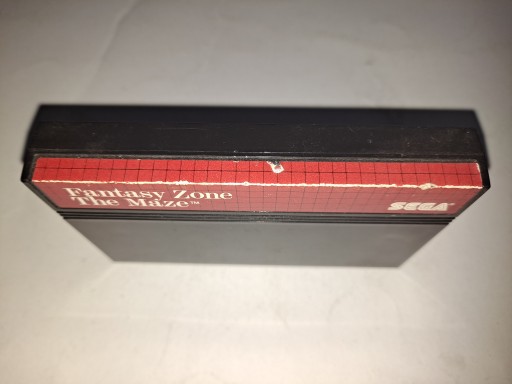 Fantasy Zone
The Maze™
SEGA